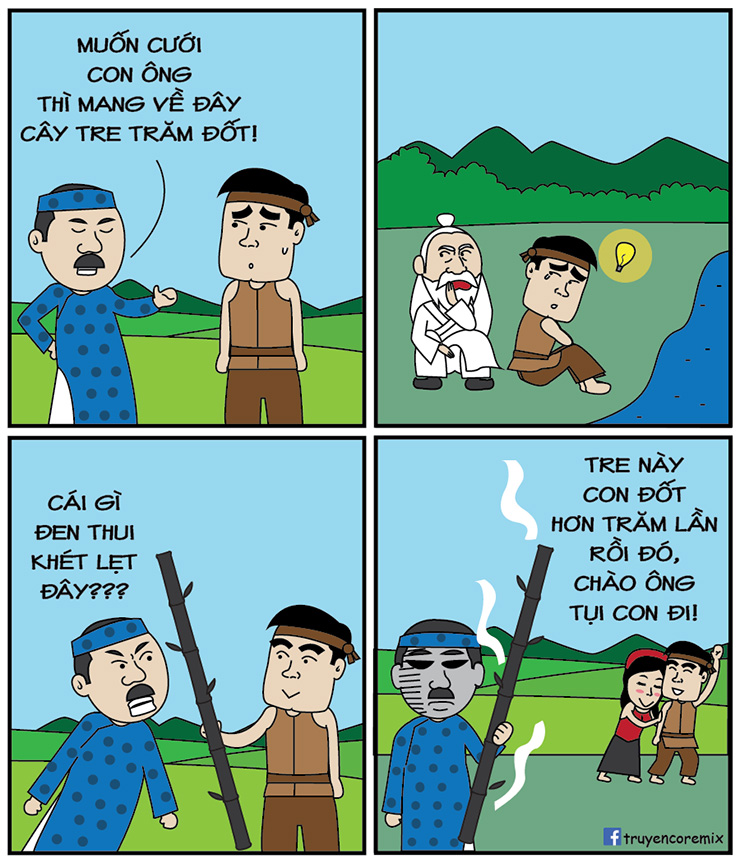 MUỐN CƯỚI
CON ÔNG
THÌ MANG VỀ ĐÂY
CÂY TRE TRĂM ĐỐT!
CÁI GÌ
ĐEN THUI
KHÉT LẸT
ĐÂY???
TRE NÀY
CON ĐỐT
HƠN TRĂM LẦN
RỒI ĐÓ,
CHÀO ÔNG
TỤI CON ĐI!
f truyencoremix